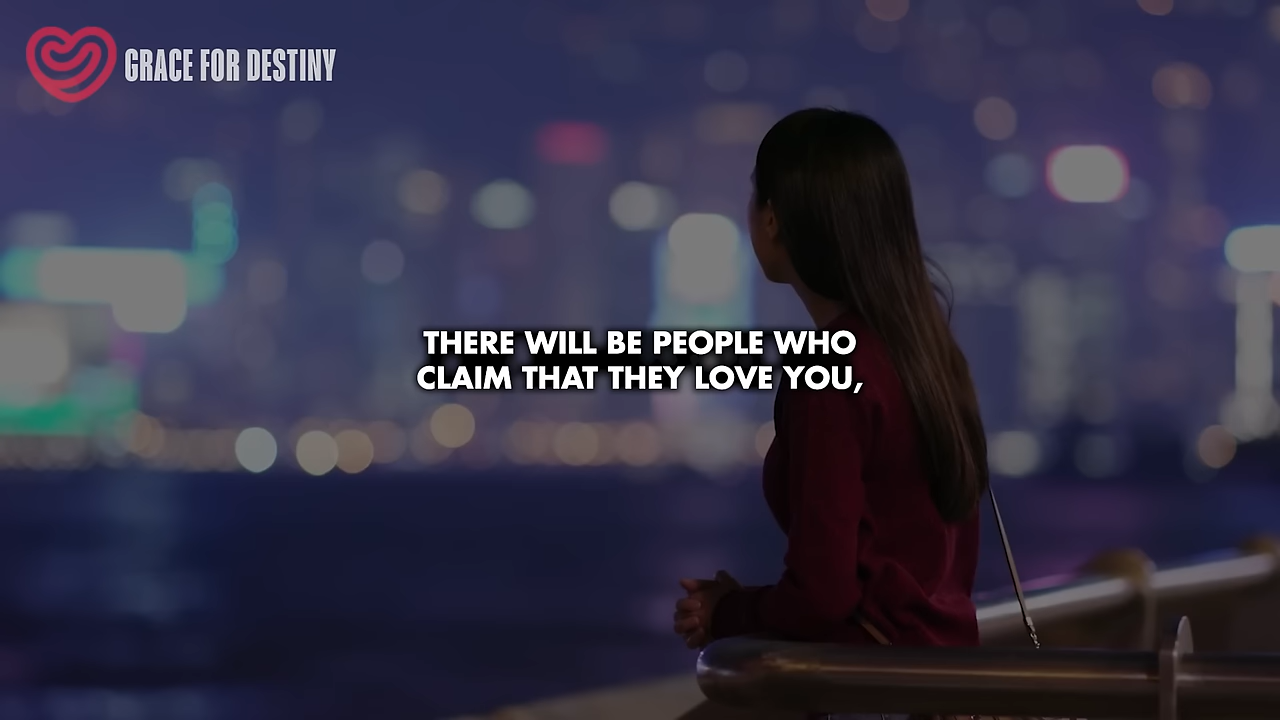 GRACE FOR DESTINY
THERE WILL BE PEOPLE WHO
CLAIM THAT THEY LOVE YOU,